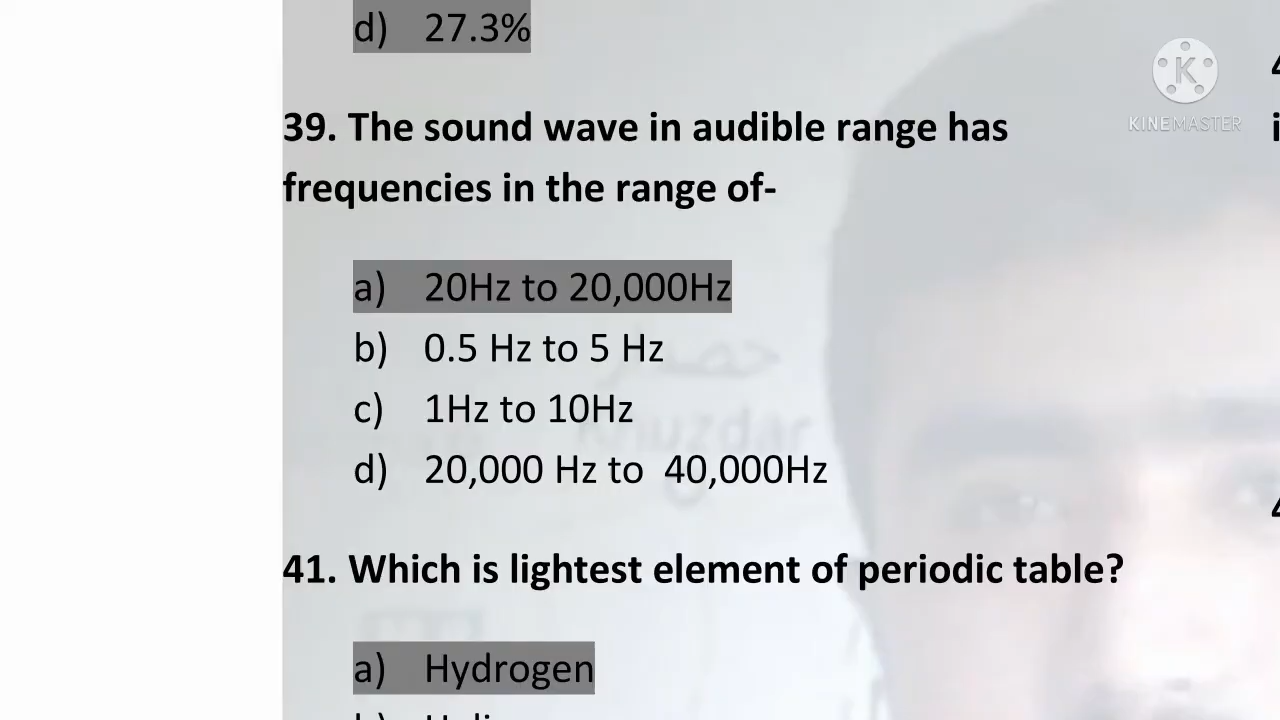 d) 27.3%
39. The sound wave in audible range has
frequencies in the range of-
a) 20Hz to 20,000Hz
b) 0.5 Hz to 5 Hz
c) 1Hz to 10Hz
d) 20,000 Hz to 40,000Hz
41. Which is lightest element of periodic table?
a) Hydrogen
KINEMASTER
Khuzdar